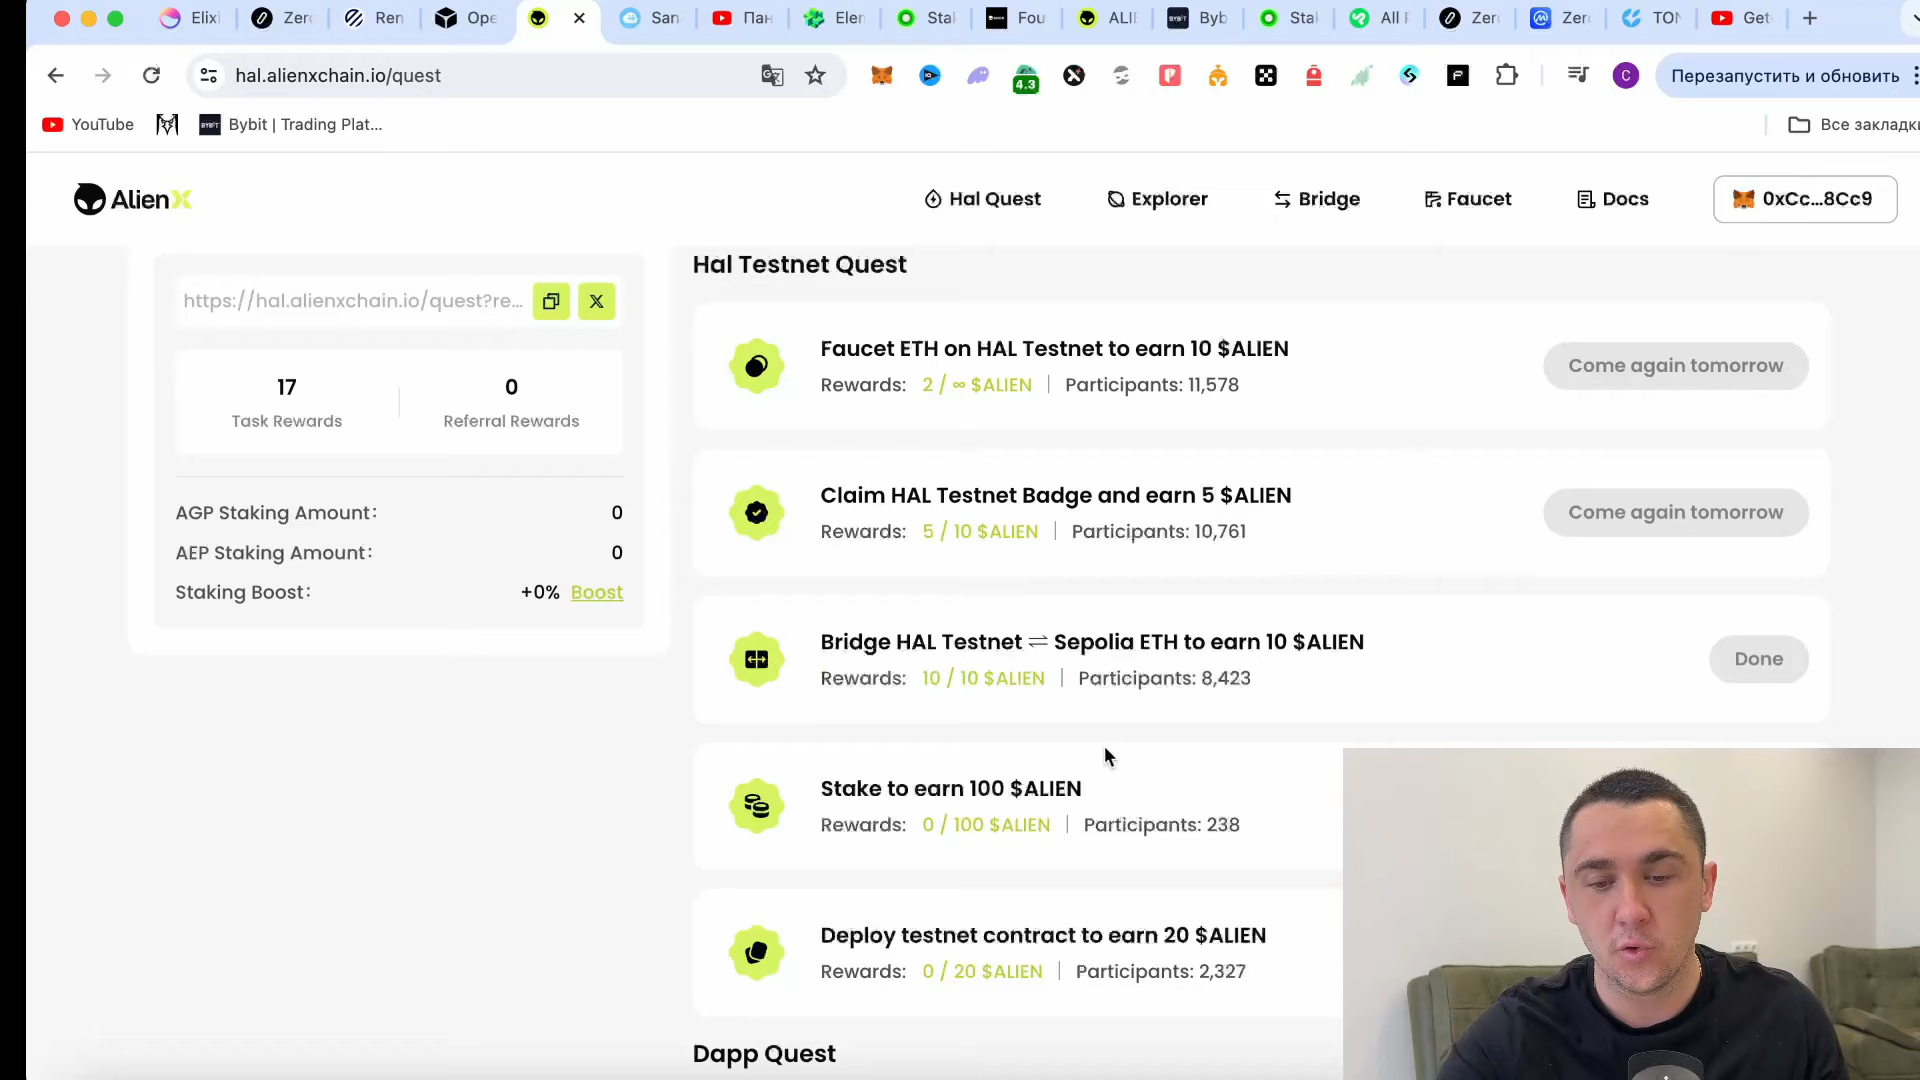 Elixi
Zero
Ren
Ope
San
Пан
Elen
Stal
Fou
ALIE
Byb
Stal
All F
Zero
Zero
TON
Get
hal.alienxchain.io/quest
4.3
C
Перезапустить и обновить
YouTube
BYBIT
Bybit | Trading Plat...
Все закладки
AlienX
Hal Quest
Explorer
Bridge
Faucet
Docs
0xCc...8Cc9
https://hal.alienxchain.io/quest?re...
17
0
Task Rewards
Referral Rewards
AGP Staking Amount: 0
AEP Staking Amount: 0
Staking Boost: +0% Boost
Hal Testnet Quest
Faucet ETH on HAL Testnet to earn 10 $ALIEN
Rewards: 2 / ∞ $ALIEN | Participants: 11,578
Come again tomorrow
Claim HAL Testnet Badge and earn 5 $ALIEN
Rewards: 5 / 10 $ALIEN | Participants: 10,761
Come again tomorrow
Bridge HAL Testnet ⇌ Sepolia ETH to earn 10 $ALIEN
Rewards: 10 / 10 $ALIEN | Participants: 8,423
Done
Stake to earn 100 $ALIEN
Rewards: 0 / 100 $ALIEN | Participants: 238
Deploy testnet contract to earn 20 $ALIEN
Rewards: 0 / 20 $ALIEN | Participants: 2,327
Dapp Quest